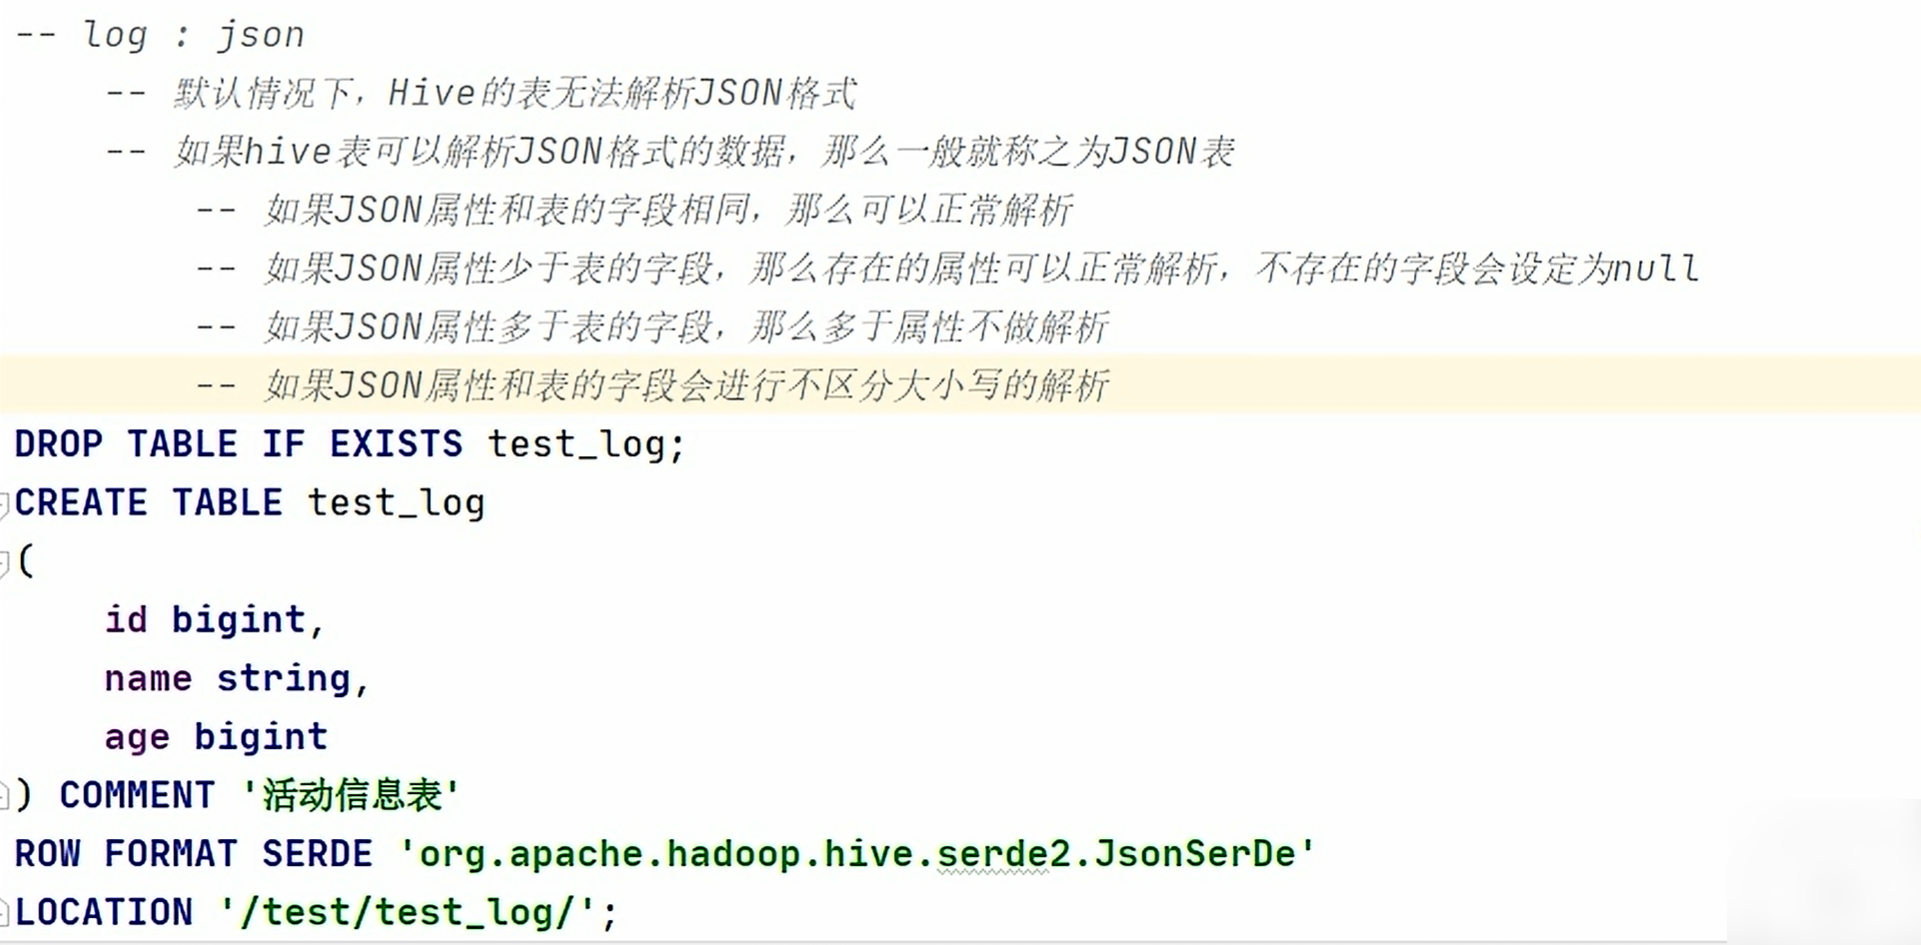 -- log : json
-- 默认情况下，Hive的表无法解析JSON格式
-- 如果hive表可以解析JSON格式的数据，那么一般就称之为JSON表
-- 如果JSON属性和表的字段相同，那么可以正常解析
-- 如果JSON属性少于表的字段，那么存在的属性可以正常解析，不存在的字段会设定为null
-- 如果JSON属性多于表的字段，那么多于属性不做解析
-- 如果JSON属性和表的字段会进行不区分大小写的解析
DROP TABLE IF EXISTS test_log;
CREATE TABLE test_log
(
id bigint,
name string,
age bigint
) COMMENT '活动信息表'
ROW FORMAT SERDE 'org.apache.hadoop.hive.serde2.JsonSerDe'
LOCATION '/test/test_log/';